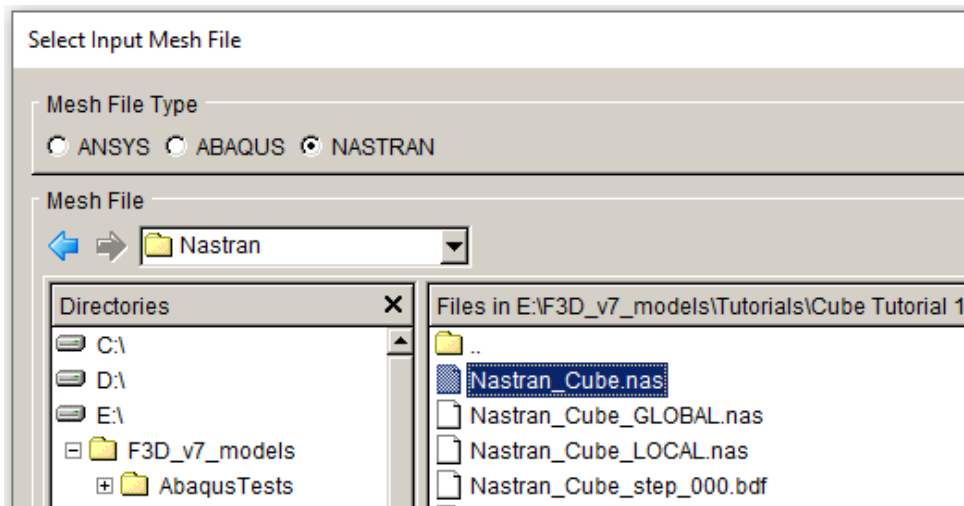 Select Input Mesh File
Mesh File Type
ANSYS ABAQUS NASTRAN
Mesh File
Nastran
Directories
Files in E:\F3D_v7_models\Tutorials\Cube Tutorial 1
C:\
D:\
E:\
F3D_v7_models
AbaqusTests
..
Nastran_Cube.nas
Nastran_Cube_GLOBAL.nas
Nastran_Cube_LOCAL.nas
Nastran_Cube_step_000.bdf